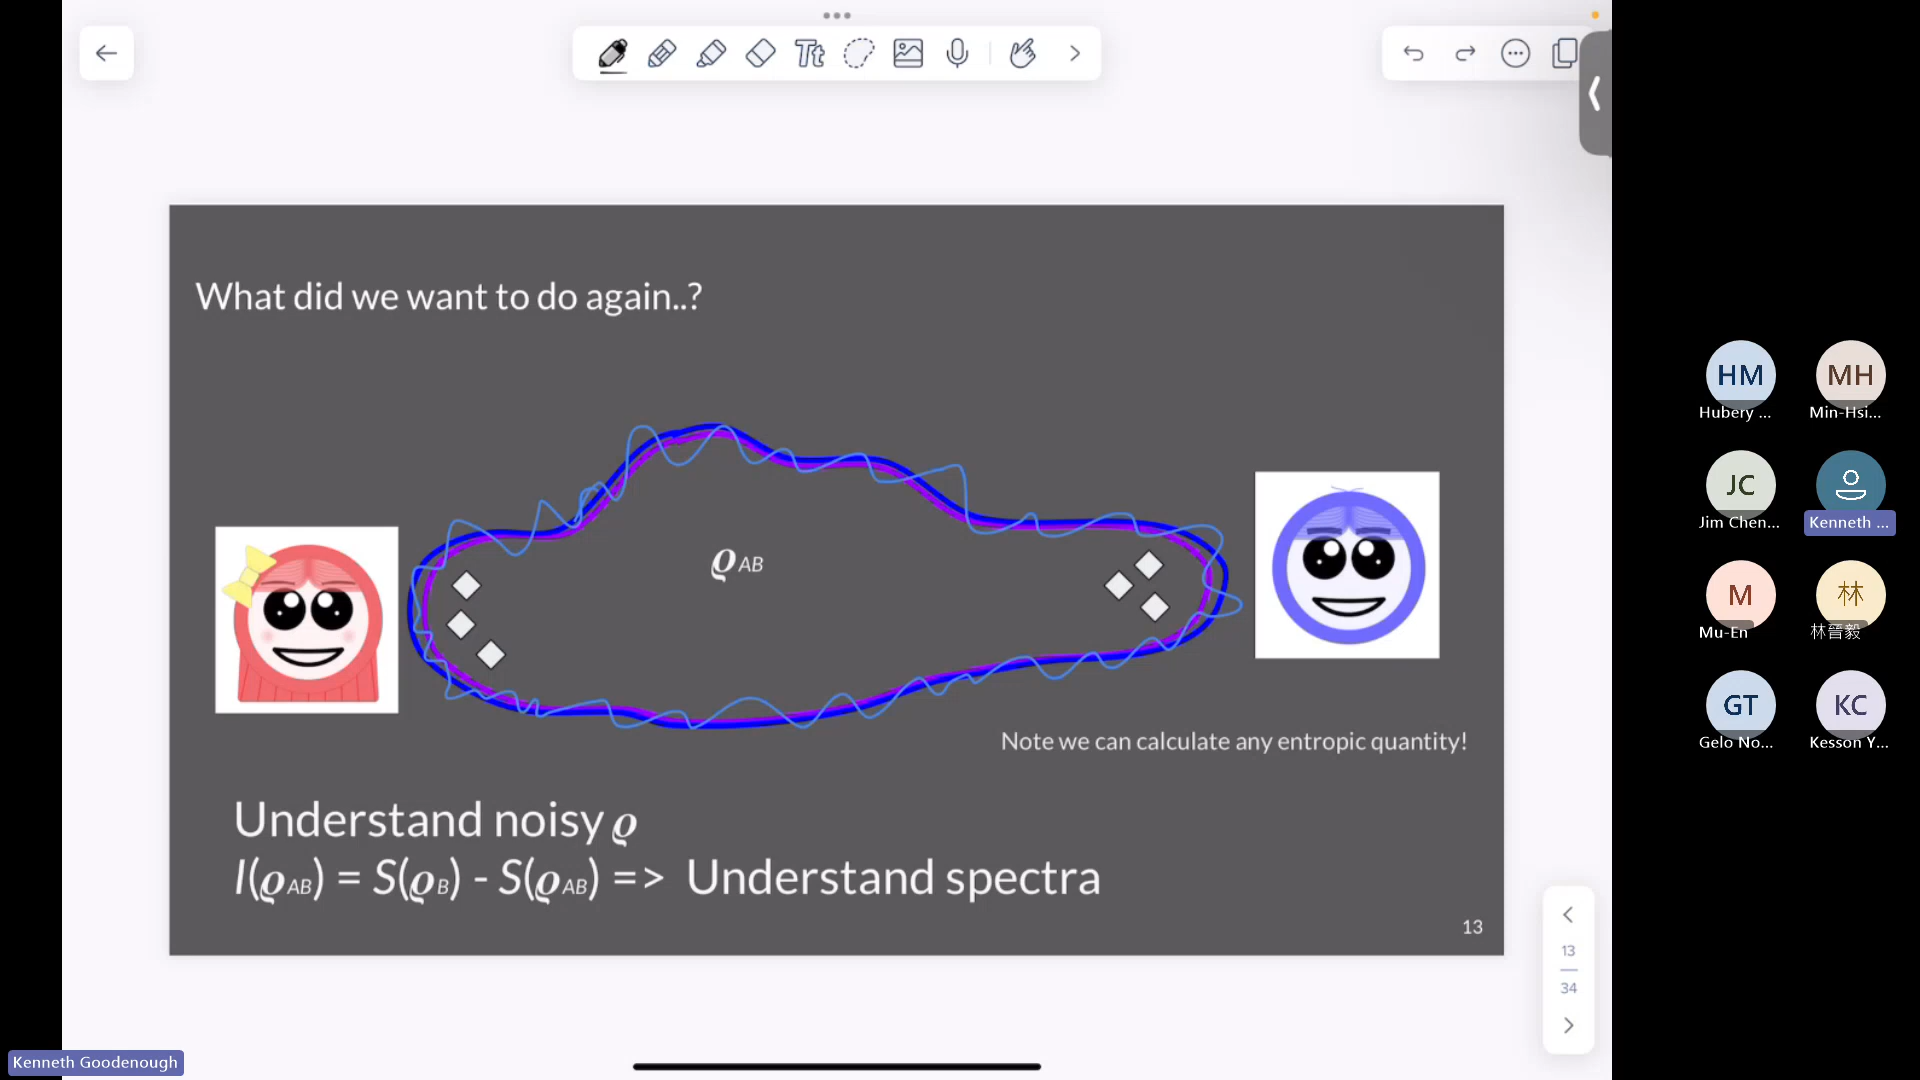 Tt
What did we want to do again..?
ϱAB
Note we can calculate any entropic quantity!
Understand noisy ϱ
I(ϱAB) = S(ϱB) - S(ϱAB) => Understand spectra
13
13
34
HM
Hubery ...
MH
Min-Hsi...
JC
Jim Chen...
Kenneth ...
M
Mu-En
林
林晉毅
GT
Gelo No...
KC
Kesson Y...
Kenneth Goodenough